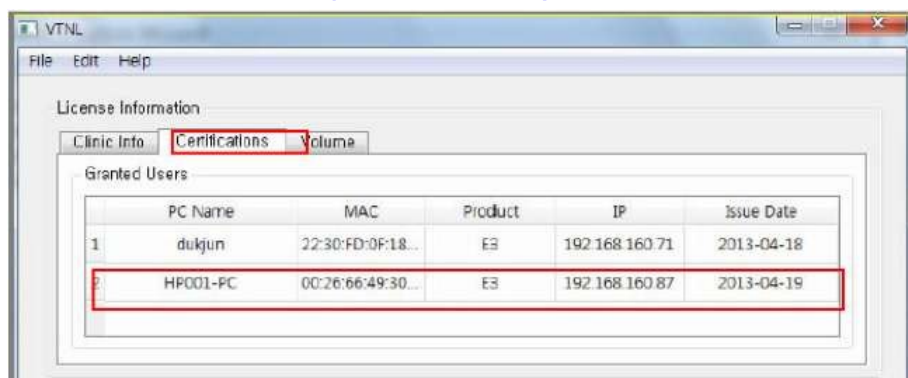 VTNL
File Edit Help
License Information
Clinic Info Certifications Volume
Granted Users
PC Name MAC Product IP Issue Date
1 dukjun 22:30:FD:0F:18... E3 192.168.160.71 2013-04-18
2 HP001-PC 00:26:66:49:30... E3 192.168.160.87 2013-04-19